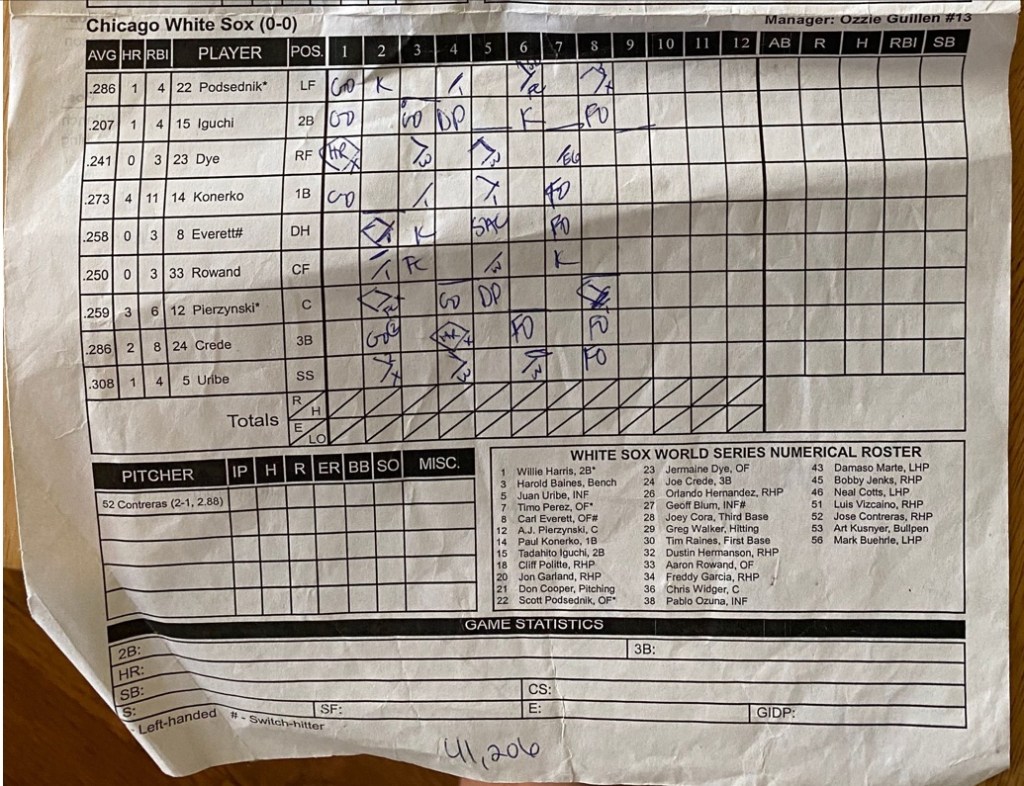 Chicago White Sox (0-0) Manager: Ozzie Guillen #13
AVG HR RBI PLAYER POS. 1 2 3 4 5 6 7 8 9 10 11 12 AB R H RBI SB
.286 1 4 22 Podsednik* LF GO K
.207 1 4 15 Iguchi 2B GO GO DP K FO
.241 0 3 23 Dye RF HR
.273 4 11 14 Konerko 1B GO FO
.258 0 3 8 Everett# DH K SAC FO
.250 0 3 33 Rowand CF FC K
.259 3 6 12 Pierzynski* C GO DP
.286 2 8 24 Crede 3B GO FO FO
.308 1 4 5 Uribe SS FO
Totals R H
E LO
PITCHER IP H R ER BB SO MISC.
52 Contreras (2-1, 2.88)
WHITE SOX WORLD SERIES NUMERICAL ROSTER
1 Willie Harris, 2B*
3 Harold Baines, Bench
5 Juan Uribe, INF
7 Timo Perez, OF*
8 Carl Everett, OF#
12 A.J. Pierzynski, C
14 Paul Konerko, 1B
15 Tadahito Iguchi, 2B
18 Cliff Politte, RHP
20 Jon Garland, RHP
21 Don Cooper, Pitching
22 Scott Podsednik, OF*
23 Jermaine Dye, OF
24 Joe Crede, 3B
26 Orlando Hernandez, RHP
27 Geoff Blum, INF#
28 Joey Cora, Third Base
29 Greg Walker, Hitting
30 Tim Raines, First Base
32 Dustin Hermanson, RHP
33 Aaron Rowand, OF
34 Freddy Garcia, RHP
36 Chris Widger, C
38 Pablo Ozuna, INF
43 Damaso Marte, LHP
45 Bobby Jenks, RHP
46 Neal Cotts, LHP
51 Luis Vizcaino, RHP
52 Jose Contreras, RHP
53 Art Kusnyer, Bullpen
56 Mark Buehrle, LHP
GAME STATISTICS
2B: 3B:
HR:
SB: CS:
S: SF: E: GIDP:
- Left-handed # - Switch-hitter
41,206